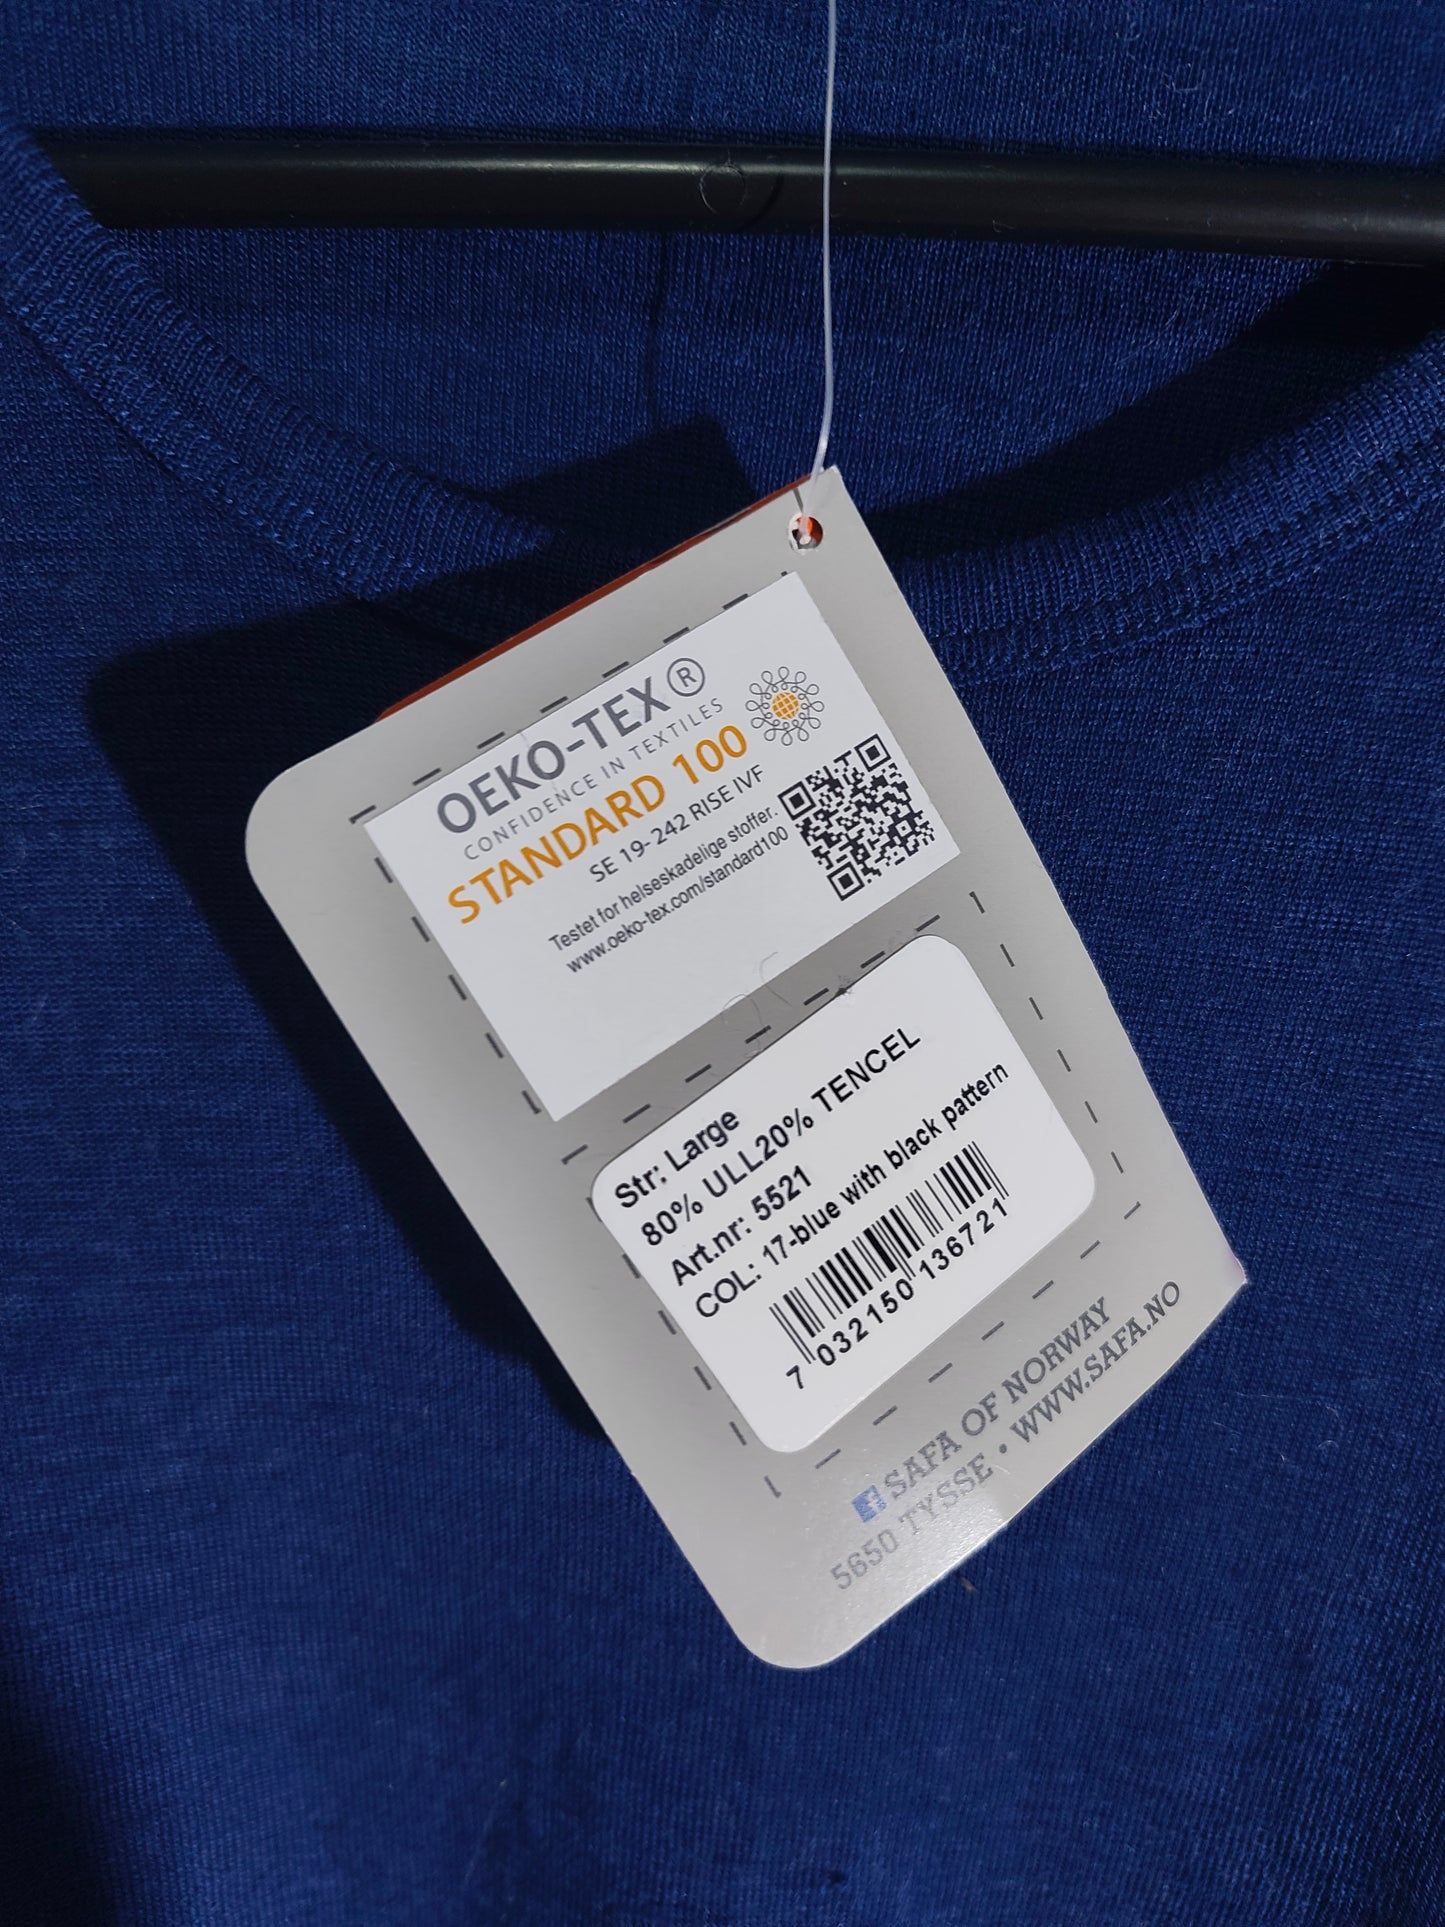 OEKO-TEX®
CONFIDENCE IN TEXTILES
STANDARD 100
SE 19-242 RISE IVF
Testet for helseskadelige stoffer.
www.oeko-tex.com/standard100
Str: Large
80% ULL20% TENCEL
Art.nr: 5521
COL: 17-blue with black pattern
7 032150 136721
f SAFA OF NORWAY
5650 TYSSE • WWW.SAFA.NO